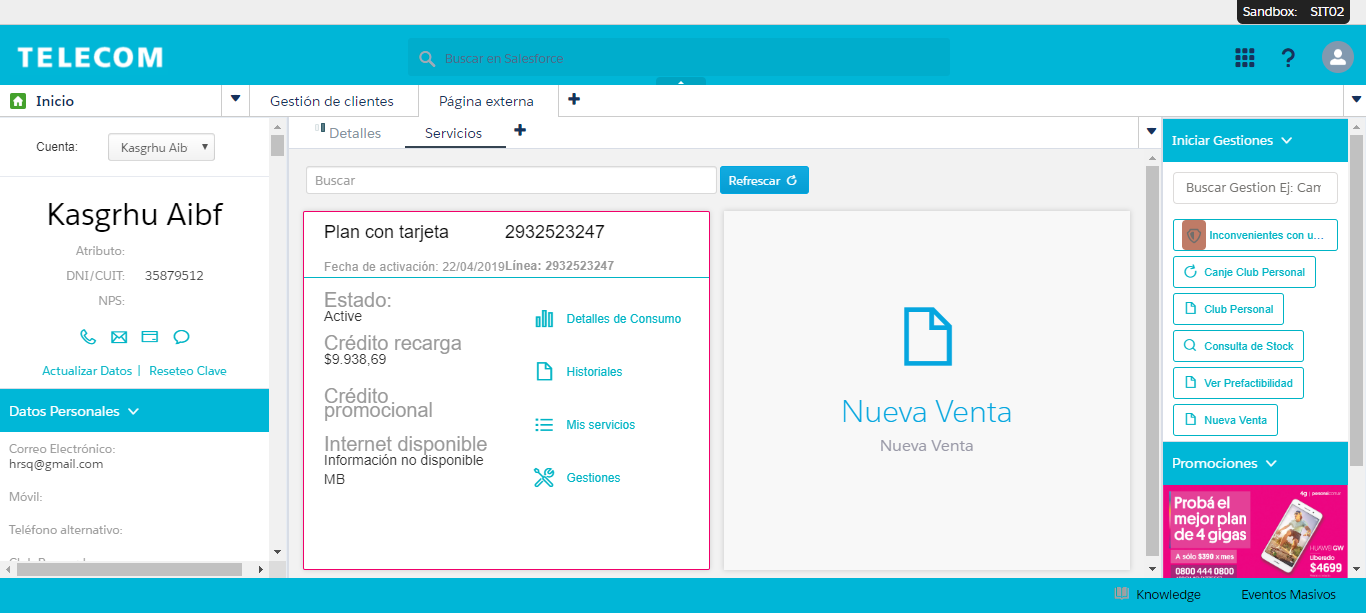 Sandbox: SIT02
TELECOM
Buscar en Salesforce
?
Inicio
Gestión de clientes
Página externa
Cuenta:
Kasgrhu Aib
Kasgrhu Aibf
Atributo:
DNI/CUIT: 35879512
NPS:
Actualizar Datos | Reseteo Clave
Datos Personales
Correo Electrónico:
hrsq@gmail.com
Móvil:
Teléfono alternativo:
Detalles
Servicios
Buscar
Refrescar
Plan con tarjeta 2932523247
Fecha de activación: 22/04/2019Línea: 2932523247
Estado:
Active
Crédito recarga
$9.938,69
Crédito
promocional
Internet disponible
Información no disponible
MB
Detalles de Consumo
Historiales
Mis servicios
Gestiones
Nueva Venta
Nueva Venta
Iniciar Gestiones
Buscar Gestion Ej: Cam
Inconvenientes con u...
Canje Club Personal
Club Personal
Consulta de Stock
Ver Prefactibilidad
Nueva Venta
Promociones
4g | personal
Probá el
mejor plan
de 4 gigas
A sólo $390 x mes
0800 444 0800
HUAWEI GW
Liberado
$4699
Knowledge
Eventos Masivos